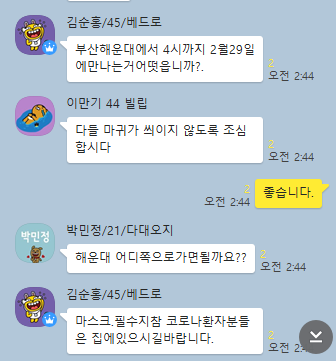 김순홍/45/베드로
부산해운대에서 4시까지 2월29일
에만나는거어떳읍니까?.
2
오전 2:44
이만기 44 빌립
다들 마귀가 씌이지 않도록 조심
합시다
2
오전 2:44
2
오전 2:44
좋습니다.
박민정
박민정/21/다대오지
해운대 어디쪽으로가면될까요??
2
오전 2:44
김순홍/45/베드로
마스크.필수지참 코로나환자분들
은 집에있으시길바랍니다.
2
오전 2:44